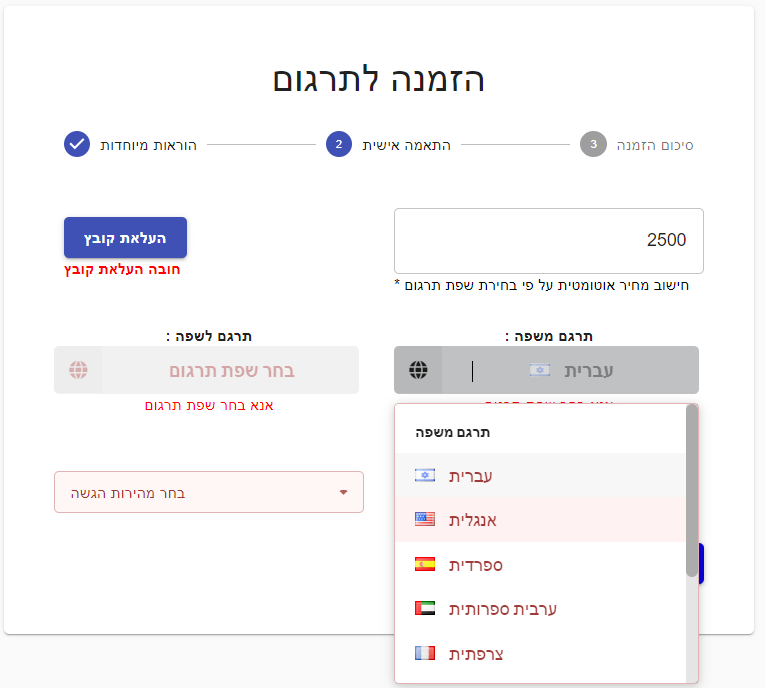 הזמנה לתרגום
הוראות מיוחדות
2 התאמה אישית
3 סיכום הזמנה
העלאת קובץ
חובה העלאת קובץ
2500
חישוב מחיר אוטומטית על פי בחירת שפת תרגום *
תרגם משפה :
עברית
תרגם לשפה :
בחר שפת תרגום
אנא בחר שפת תרגום
תרגם משפה
עברית
אנגלית
ספרדית
ערבית ספרותית
צרפתית
בחר מהירות הגשה